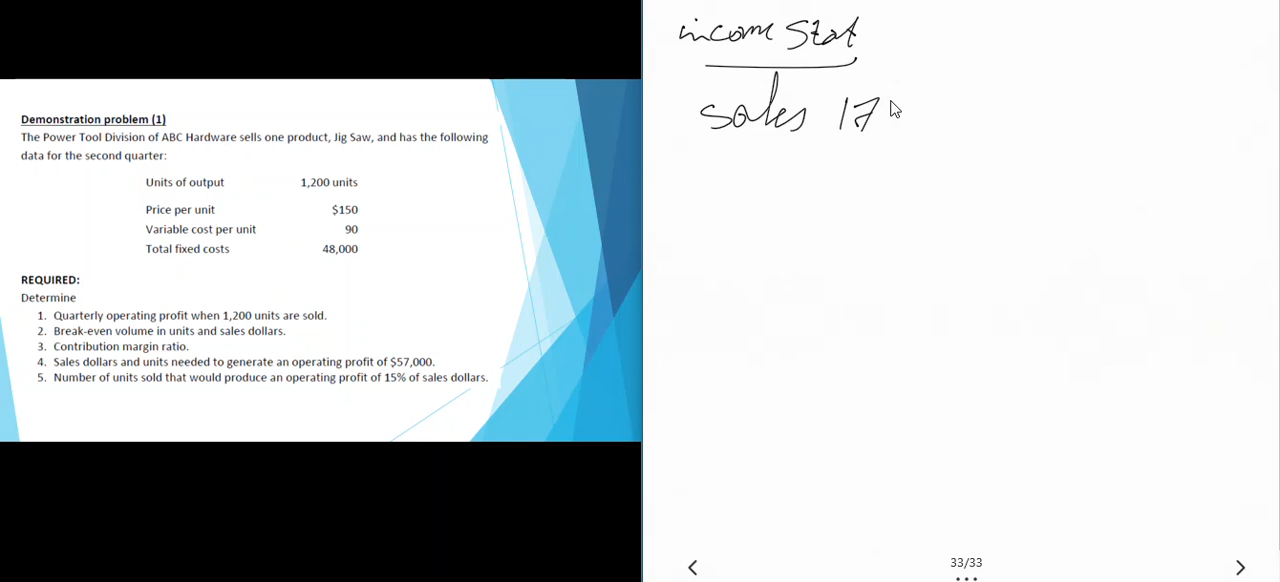 Demonstration problem (1)
The Power Tool Division of ABC Hardware sells one product, Jig Saw, and has the following
data for the second quarter:
Units of output 1,200 units
Price per unit $150
Variable cost per unit 90
Total fixed costs 48,000
REQUIRED:
Determine
1. Quarterly operating profit when 1,200 units are sold.
2. Break-even volume in units and sales dollars.
3. Contribution margin ratio.
4. Sales dollars and units needed to generate an operating profit of $57,000.
5. Number of units sold that would produce an operating profit of 15% of sales dollars.
income Stat
sales 17
33/33